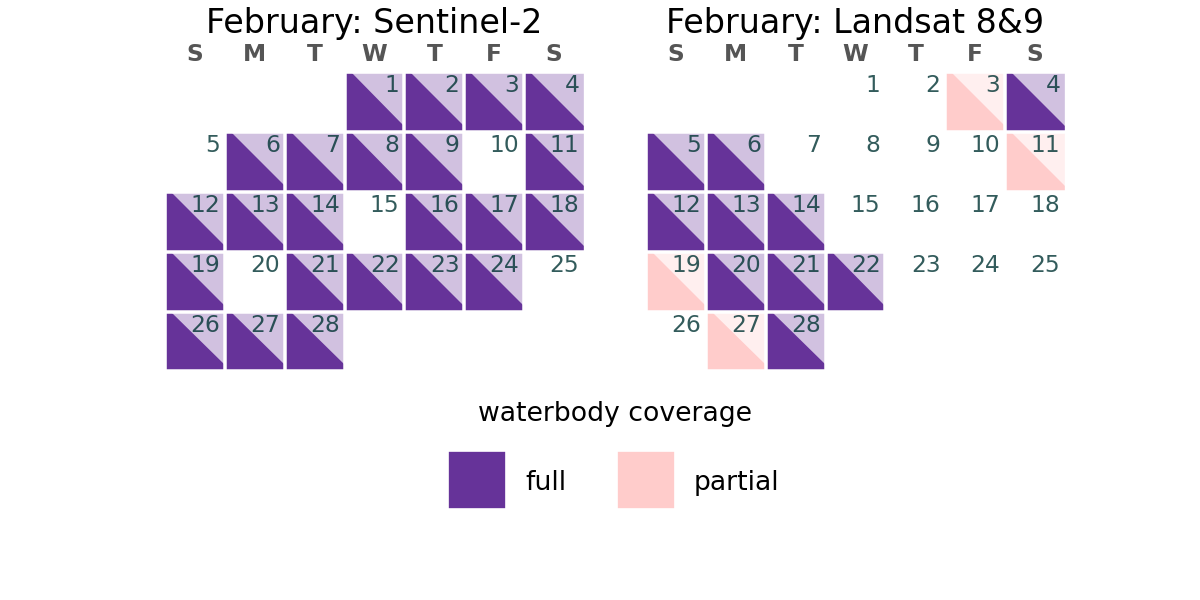 February: Sentinel-2
S M T W T F S
1 2 3 4
5 6 7 8 9 10 11
12 13 14 15 16 17 18
19 20 21 22 23 24 25
26 27 28
February: Landsat 8&9
S M T W T F S
1 2 3 4
5 6 7 8 9 10 11
12 13 14 15 16 17 18
19 20 21 22 23 24 25
26 27 28
waterbody coverage
full partial